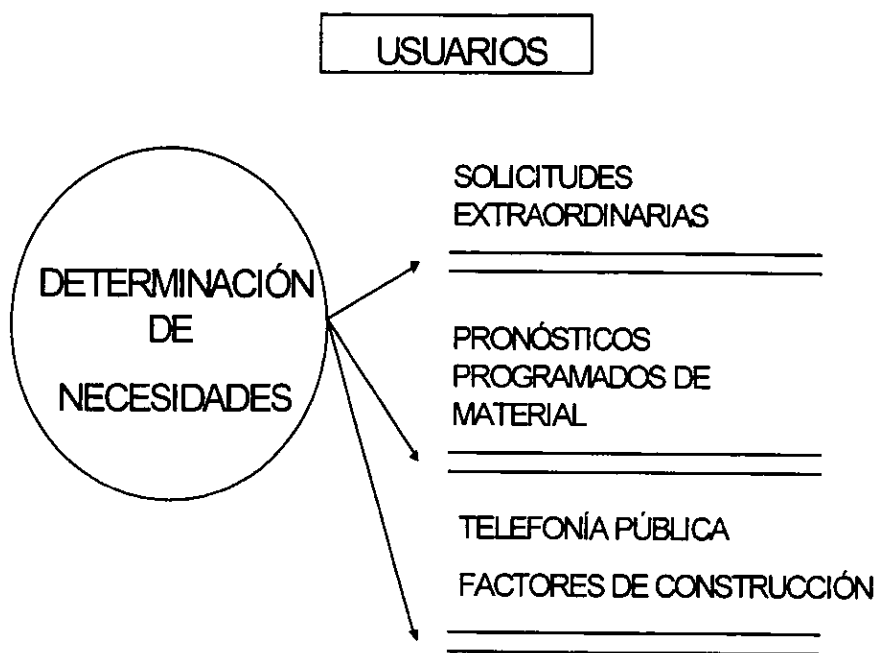 USUARIOS
SOLICITUDES
EXTRAORDINARIAS
DETERMINACIÓN
DE
NECESIDADES
PRONÓSTICOS
PROGRAMADOS DE
MATERIAL
TELEFONÍA PÚBLICA
FACTORES DE CONSTRUCCIÓN